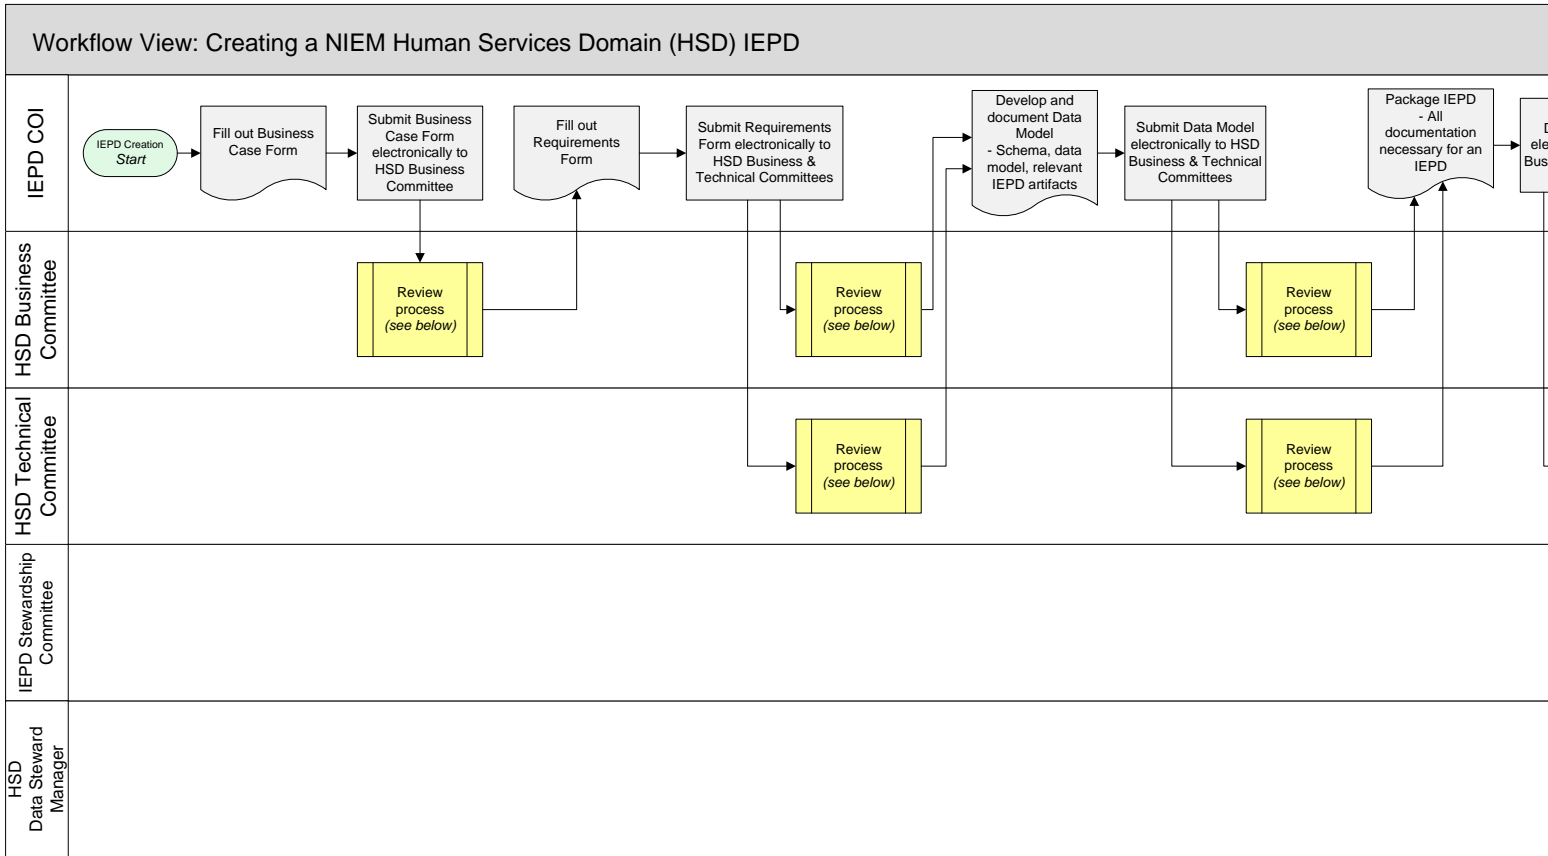 Workflow View: Creating a NIEM Human Services Domain (HSD) IEPD
IEPD COI
IEPD Creation
Start
Fill out Business
Case Form
Submit Business
Case Form
electronically to
HSD Business
Committee
Fill out
Requirements
Form
Submit Requirements
Form electronically to
HSD Business &
Technical Committees
Develop and
document Data
Model
- Schema, data
model, relevant
IEPD artifacts
Submit Data Model
electronically to HSD
Business & Technical
Committees
Package IEPD
- All
documentation
necessary for an
IEPD
HSD Business
Committee
Review
process
(see below)
Review
process
(see below)
Review
process
(see below)
HSD Technical
Committee
Review
process
(see below)
Review
process
(see below)
IEPD Stewardship
Committee
HSD
Data Steward
Manager